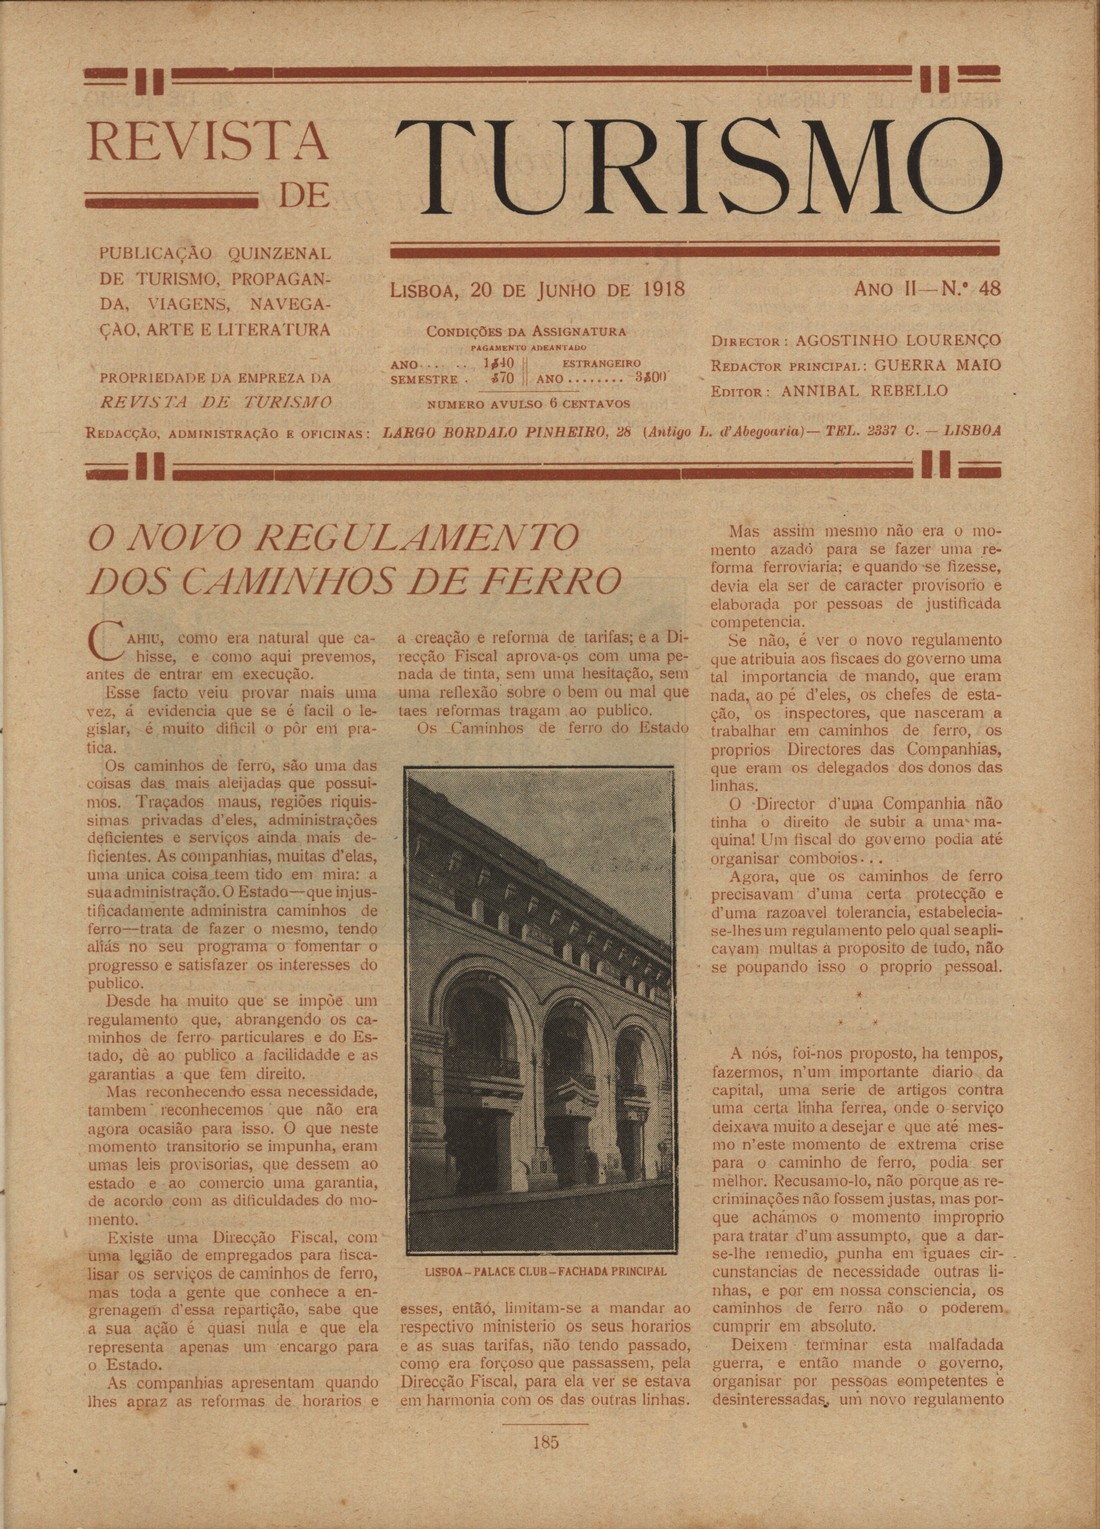 REVISTA
DE
TURISMO
PUBLICAÇÃO QUINZENAL
DE TURISMO, PROPAGAN-
DA, VIAGENS, NAVEGA-
ÇÃO, ARTE E LITERATURA
PROPRIEDADE DA EMPREZA DA
REVISTA DE TURISMO
LISBOA, 20 DE JUNHO DE 1918
ANO II—N.º 48
CONDIÇÕES DA ASSIGNATURA
PAGAMENTO ADEANTADO
ANO..... .. 1$40
SEMESTRE . $70
ESTRANGEIRO
ANO ........ 3$00
NUMERO AVULSO 6 CENTAVOS
DIRECTOR: AGOSTINHO LOURENÇO
REDACTOR PRINCIPAL: GUERRA MAIO
EDITOR: ANNIBAL REBELLO
REDACÇÃO, ADMINISTRAÇÃO E OFICINAS: LARGO BORDALO PINHEIRO, 28 (Antigo L. d'Abegoaria)— TEL. 2337 C. — LISBOA
O NOVO REGULAMENTO
DOS CAMINHOS DE FERRO
CAHIU, como era natural que ca-
hisse, e como aqui prevemos,
antes de entrar em execução.
Esse facto veiu provar mais uma
vez, á evidencia que se é facil o le-
gislar, é muito dificil o pôr em pra-
tica.
Os caminhos de ferro, são uma das
coisas das mais aleijadas que possui-
mos. Traçados maus, regiões riquis-
simas privadas d'eles, administrações
deficientes e serviços ainda mais de-
ficientes. As companhias, muitas d'elas,
uma unica coisa teem tido em mira: a
sua administração. O Estado—que injus-
tificadamente administra caminhos de
ferro—trata de fazer o mesmo, tendo
aliás no seu programa o fomentar o
progresso e satisfazer os interesses do
publico.
Desde ha muito que se impõe um
regulamento que, abrangendo os ca-
minhos de ferro particulares e do Es-
tado, dê ao publico a facilidadde e as
garantias a que tem direito.
Mas reconhecendo essa necessidade,
tambem reconhecemos que não era
agora ocasião para isso. O que neste
momento transitorio se impunha, eram
umas leis provisorias, que dessem ao
estado e ao comercio uma garantia,
de acordo com as dificuldades do mo-
mento.
Existe uma Direcção Fiscal, com
uma legião de empregados para fisca-
lisar os serviços de caminhos de ferro,
mas toda a gente que conhece a en-
grenagem d'essa repartição, sabe que
a sua ação é quasi nula e que ela
representa apenas um encargo para
o Estado.
As companhias apresentam quando
lhes apraz as reformas de horarios e
a creação e reforma de tarifas; e a Di-
recção Fiscal aprova-os com uma pe-
nada de tinta, sem uma hesitação, sem
uma reflexão sobre o bem ou mal que
taes reformas tragam ao publico.
Os Caminhos de ferro do Estado
LISBOA—PALACE CLUB—FACHADA PRINCIPAL
esses, então, limitam-se a mandar ao
respectivo ministerio os seus horarios
e as suas tarifas, não tendo passado,
como era forçoso que passassem, pela
Direcção Fiscal, para ela ver se estava
em harmonia com os das outras linhas.
Mas assim mesmo não era o mo-
mento azado para se fazer uma re-
forma ferroviaria; e quando se fizesse,
devia ela ser de caracter provisorio e
elaborada por pessoas de justificada
competencia.
Se não, é ver o novo regulamento
que atribuia aos fiscaes do governo uma
tal importancia de mando, que eram
nada, ao pé d'eles, os chefes de esta-
ção, os inspectores, que nasceram a
trabalhar em caminhos de ferro, os
proprios Directores das Companhias,
que eram os delegados dos donos das
linhas.
O Director d'uma Companhia não
tinha o direito de subir a uma ma-
quina! Um fiscal do governo podia até
organisar comboios...
Agora, que os caminhos de ferro
precisavam d'uma certa protecção e
d'uma razoavel tolerancia, estabelecia-
se-lhes um regulamento pelo qual se apli-
cavam multas a proposito de tudo, não
se poupando isso o proprio pessoal.
*
* *
A nós, foi-nos proposto, ha tempos,
fazermos, n'um importante diario da
capital, uma serie de artigos contra
uma certa linha ferrea, onde o serviço
deixava muito a desejar e que até mes-
mo n'este momento de extrema crise
para o caminho de ferro, podia ser
melhor. Recusamo-lo, não porque as re-
criminações não fossem justas, mas por-
que achámos o momento improprio
para tratar d'um assumpto, que a dar-
se-lhe remedio, punha em iguaes cir-
cunstancias de necessidade outras li-
nhas, e por em nossa consciencia, os
caminhos de ferro não o poderem
cumprir em absoluto.
Deixem terminar esta malfadada
guerra, e então mande o governo,
organisar por pessoas competentes e
desinteressadas, um novo regulamento
185